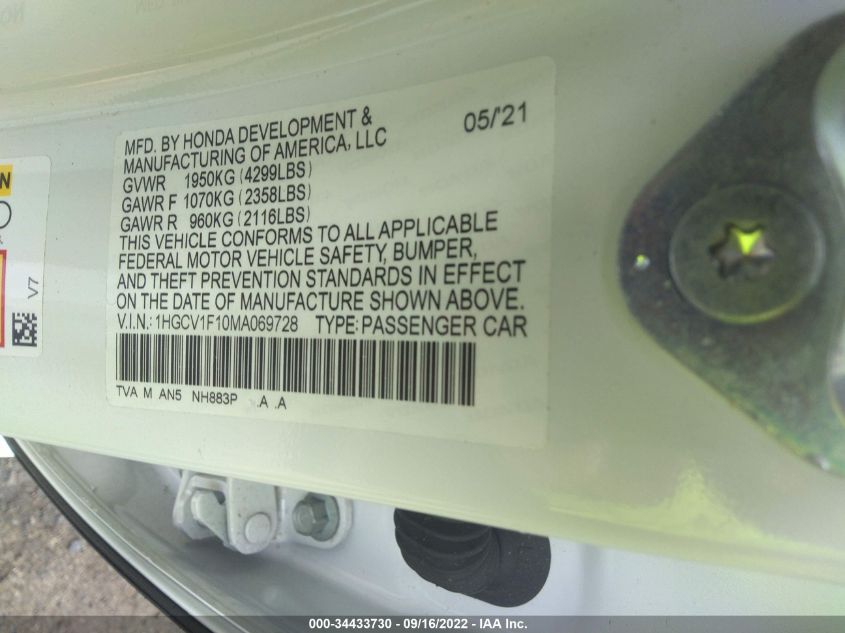 MFD. BY HONDA DEVELOPMENT &
MANUFACTURING OF AMERICA, LLC
05/'21
GVWR 1950KG (4299LBS)
GAWR F 1070KG (2358LBS)
GAWR R 960KG (2116LBS)
THIS VEHICLE CONFORMS TO ALL APPLICABLE
FEDERAL MOTOR VEHICLE SAFETY, BUMPER,
AND THEFT PREVENTION STANDARDS IN EFFECT
ON THE DATE OF MANUFACTURE SHOWN ABOVE.
V.I.N.: 1HGCV1F10MA069728 TYPE: PASSENGER CAR
TVA M AN5 NH883P .A .A
V7
000-34433730 - 09/16/2022 - IAA Inc.